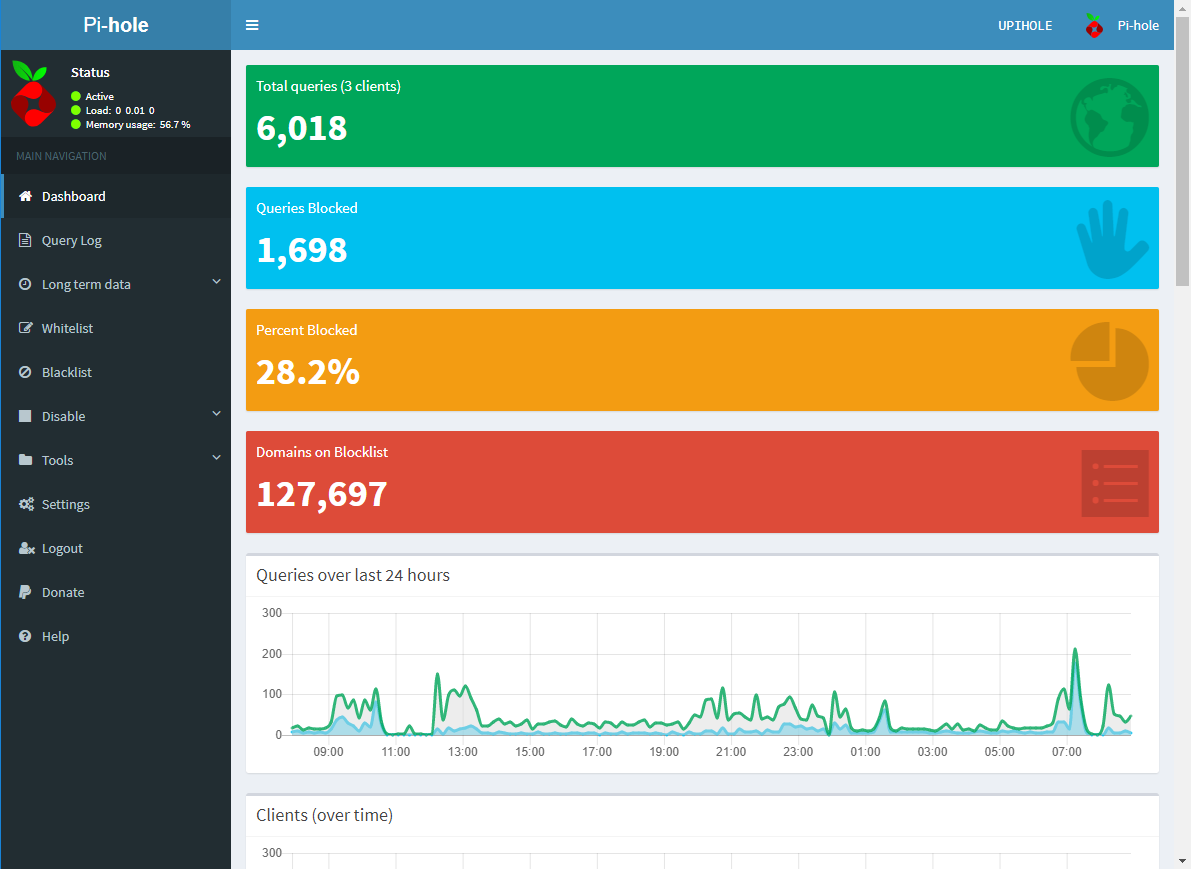 Pi-hole
UPIHOLE
Pi-hole
Status
Active
Load: 0 0.01 0
Memory usage: 56.7 %
MAIN NAVIGATION
Dashboard
Query Log
Long term data
Whitelist
Blacklist
Disable
Tools
Settings
Logout
Donate
Help
Total queries (3 clients)
6,018
Queries Blocked
1,698
Percent Blocked
28.2%
Domains on Blocklist
127,697
Queries over last 24 hours
300
200
100
0
09:00 11:00 13:00 15:00 17:00 19:00 21:00 23:00 01:00 03:00 05:00 07:00
Clients (over time)
300